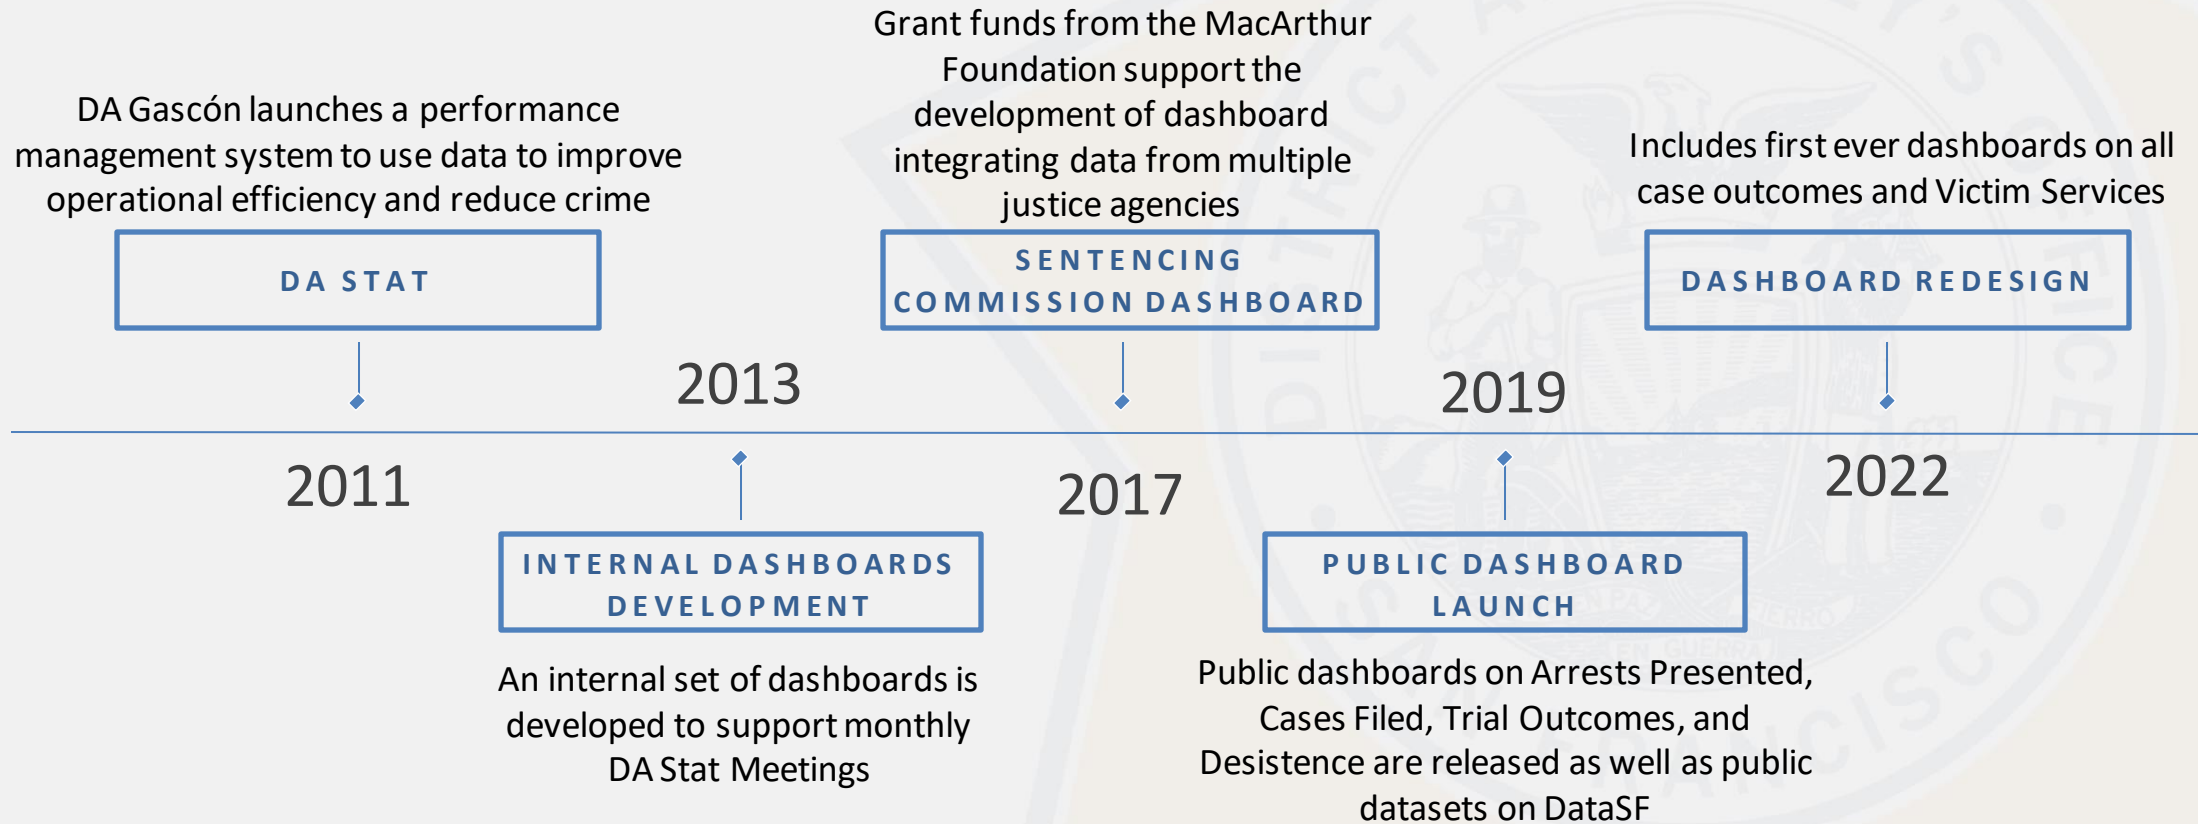 DA Gascón launches a performance
management system to use data to improve
operational efficiency and reduce crime
DA STAT
2011
2013
INTERNAL DASHBOARDS
DEVELOPMENT
An internal set of dashboards is
developed to support monthly
DA Stat Meetings
Grant funds from the MacArthur
Foundation support the
development of dashboard
integrating data from multiple
justice agencies
SENTENCING
COMMISSION DASHBOARD
2017
2019
PUBLIC DASHBOARD
LAUNCH
Public dashboards on Arrests Presented,
Cases Filed, Trial Outcomes, and
Desistence are released as well as public
datasets on DataSF
Includes first ever dashboards on all
case outcomes and Victim Services
DASHBOARD REDESIGN
2022